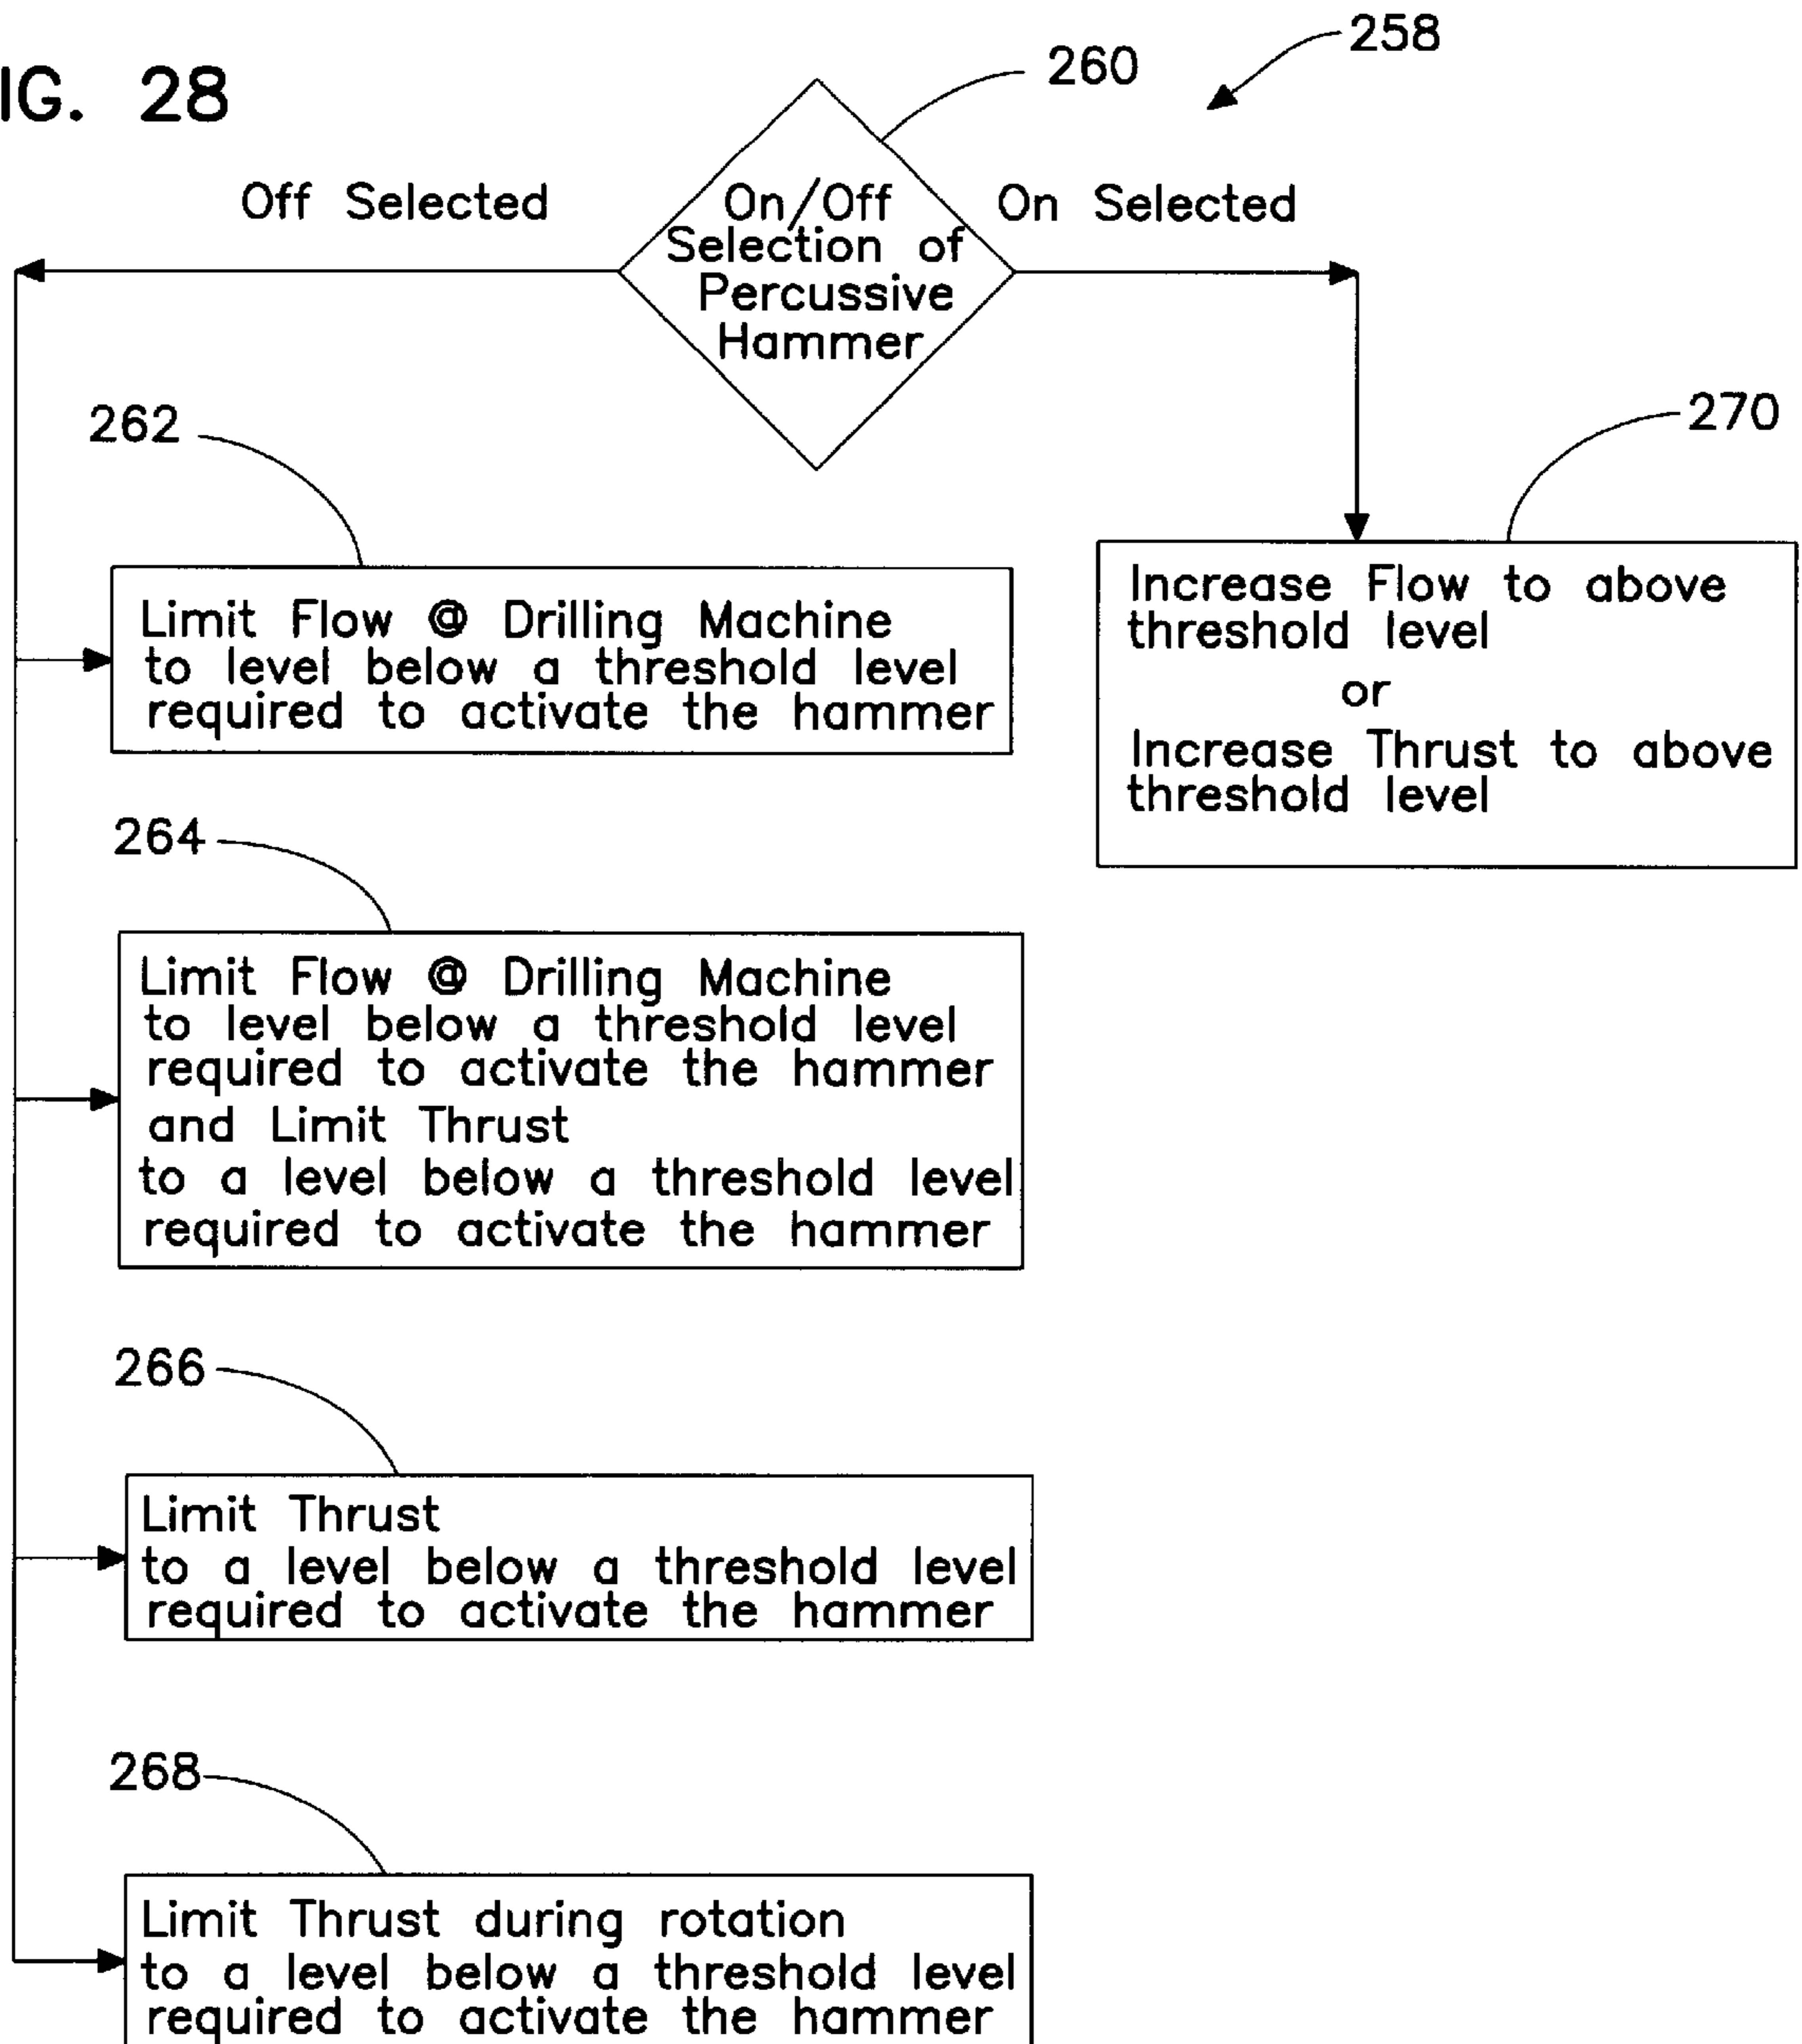 IG. 28
258
260
Off Selected
On/Off
Selection of
Percussive
Hammer
On Selected
262
270
Limit Flow @ Drilling Machine
to level below a threshold level
required to activate the hammer
Increase Flow to above
threshold level
or
Increase Thrust to above
threshold level
264
Limit Flow @ Drilling Machine
to level below a threshold level
required to activate the hammer
and Limit Thrust
to a level below a threshold level
required to activate the hammer
266
Limit Thrust
to a level below a threshold level
required to activate the hammer
268
Limit Thrust during rotation
to a level below a threshold level
required to activate the hammer